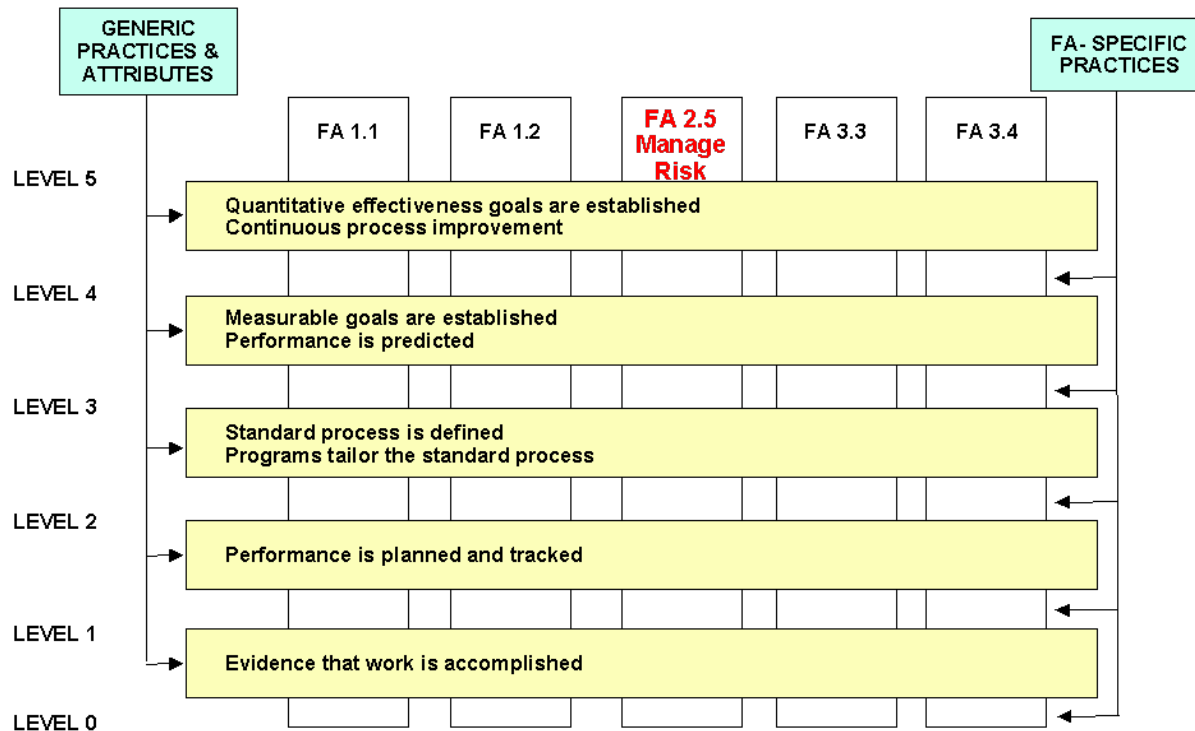 GENERIC
PRACTICES &
ATTRIBUTES
FA- SPECIFIC
PRACTICES
FA 1.1
FA 1.2
FA 2.5
Manage
Risk
FA 3.3
FA 3.4
LEVEL 5
Quantitative effectiveness goals are established
Continuous process improvement
LEVEL 4
Measurable goals are established
Performance is predicted
LEVEL 3
Standard process is defined
Programs tailor the standard process
LEVEL 2
Performance is planned and tracked
LEVEL 1
Evidence that work is accomplished
LEVEL 0